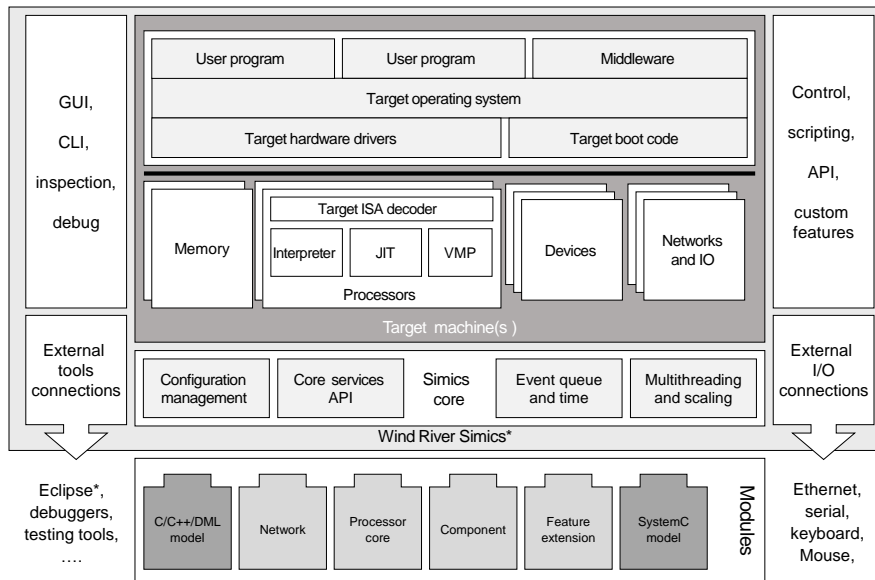 User program
User program
Middleware
Target operating system
Target hardware drivers
Target boot code
GUI,
CLI,
inspection,
debug
Control,
scripting,
API,
custom
features
Memory
Target ISA decoder
Interpreter
JIT
VMP
Processors
Devices
Networks
and IO
Target machine(s )
External
tools
connections
Configuration
management
Core services
API
Simics
core
Event queue
and time
Multithreading
and scaling
External
I/O
connections
Wind River Simics*
Eclipse*,
debuggers,
testing tools,
....
C/C++/DML
model
Network
Processor
core
Component
Feature
extension
SystemC
model
Modules
Ethernet,
serial,
keyboard,
Mouse,